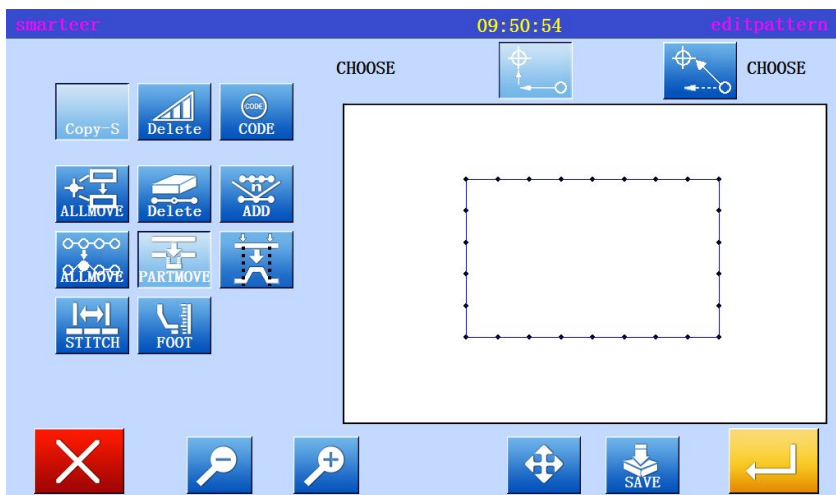 smarteer 09:50:54 editpattern
CHOOSE CHOOSE
Copy-S Delete CODE CODE
ALLMOVE Delete n ADD
ALLMOVE PARTMOVE
STITCH FOOT
SAVE